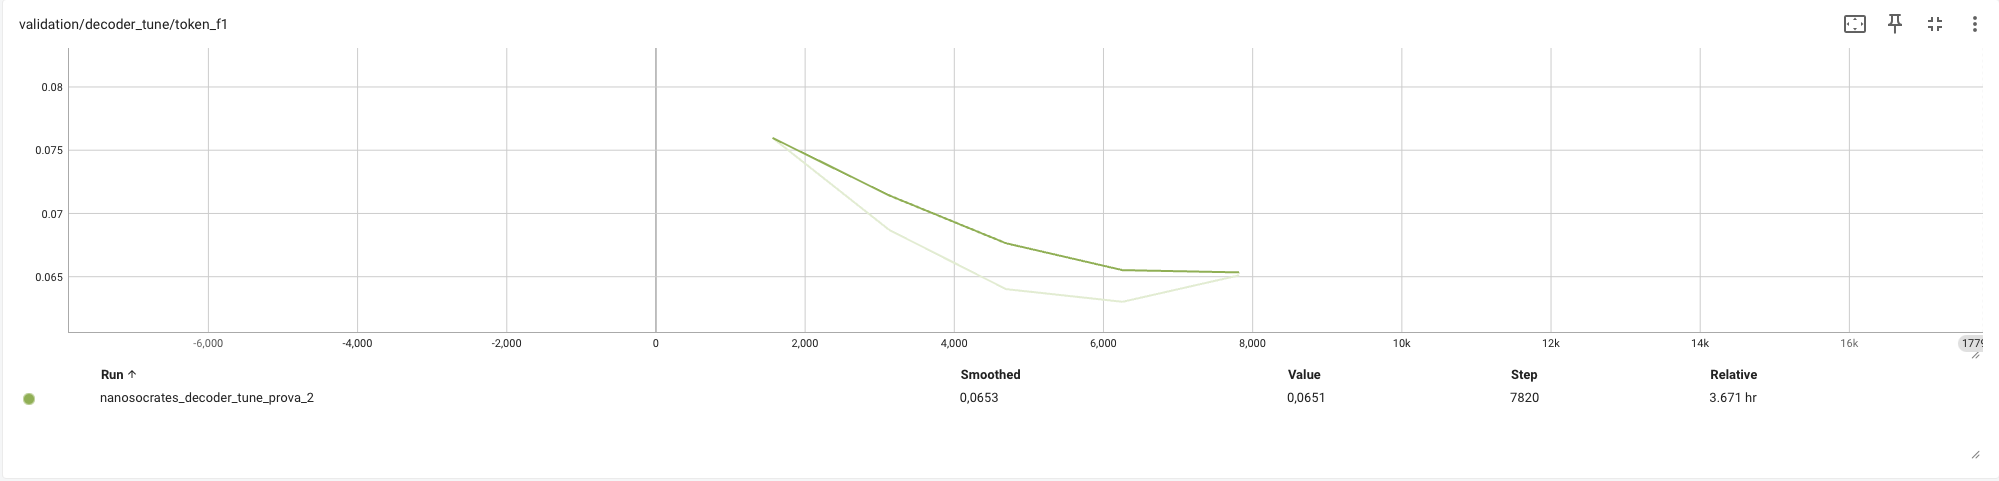 validation/decoder_tune/token_f1
0.08
0.075
0.07
0.065
-6,000 -4,000 -2,000 0 2,000 4,000 6,000 8,000 10k 12k 14k 16k 1779
Run ↑ Smoothed Value Step Relative
nanosocrates_decoder_tune_prova_2 0,0653 0,0651 7820 3.671 hr